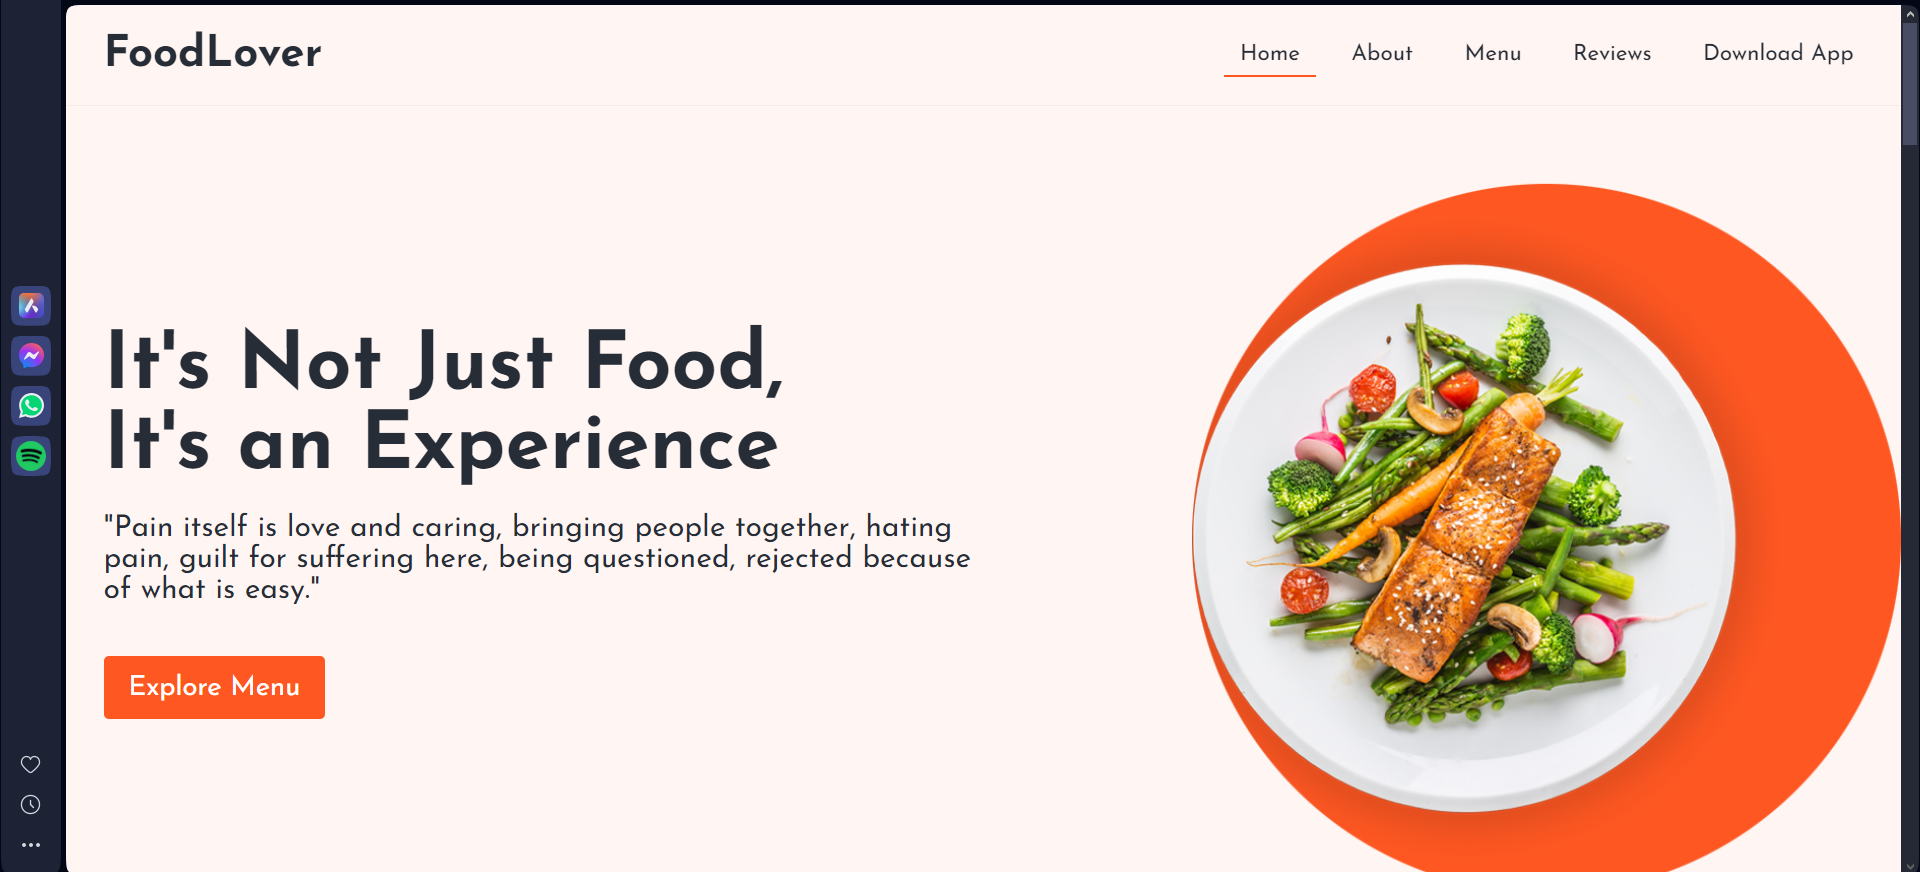 FoodLover
Home About Menu Reviews Download App
It's Not Just Food,
It's an Experience
"Pain itself is love and caring, bringing people together, hating
pain, guilt for suffering here, being questioned, rejected because
of what is easy."
Explore Menu